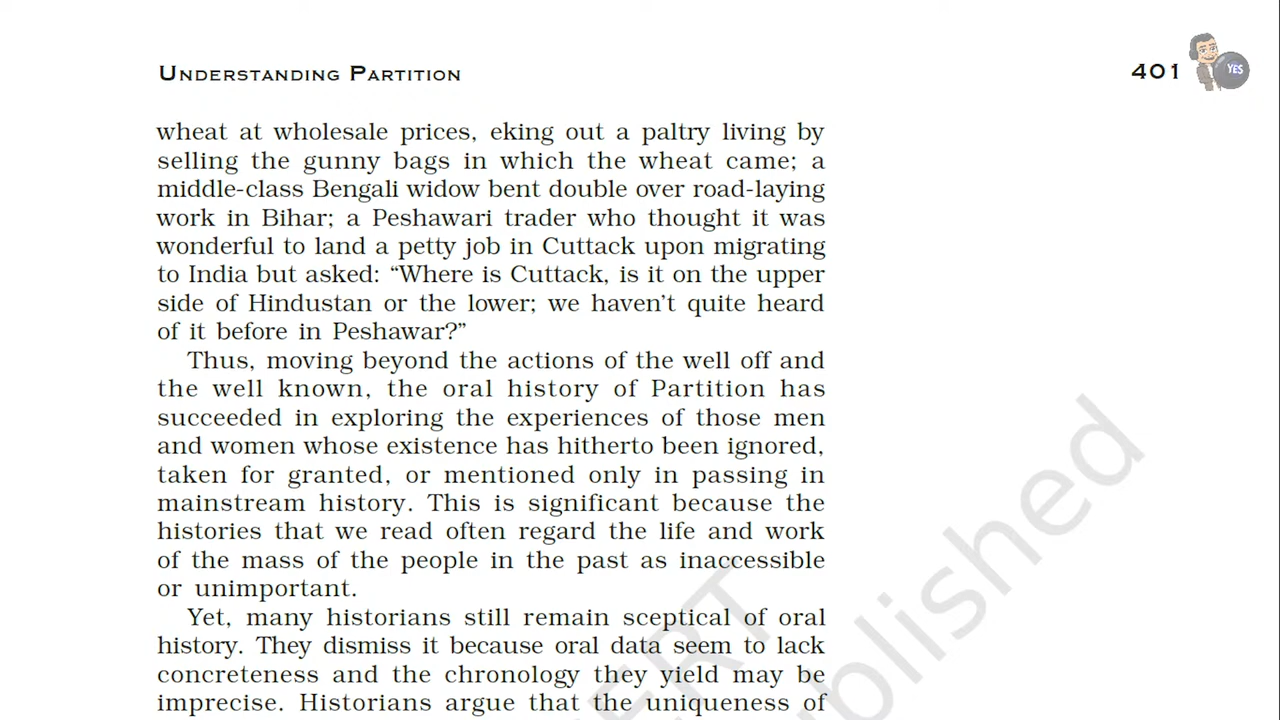 UNDERSTANDING PARTITION
401
YES
wheat at wholesale prices, eking out a paltry living by
selling the gunny bags in which the wheat came; a
middle-class Bengali widow bent double over road-laying
work in Bihar; a Peshawari trader who thought it was
wonderful to land a petty job in Cuttack upon migrating
to India but asked: “Where is Cuttack, is it on the upper
side of Hindustan or the lower; we haven’t quite heard
of it before in Peshawar?”
Thus, moving beyond the actions of the well off and
the well known, the oral history of Partition has
succeeded in exploring the experiences of those men
and women whose existence has hitherto been ignored,
taken for granted, or mentioned only in passing in
mainstream history. This is significant because the
histories that we read often regard the life and work
of the mass of the people in the past as inaccessible
or unimportant.
Yet, many historians still remain sceptical of oral
history. They dismiss it because oral data seem to lack
concreteness and the chronology they yield may be
imprecise. Historians argue that the uniqueness of